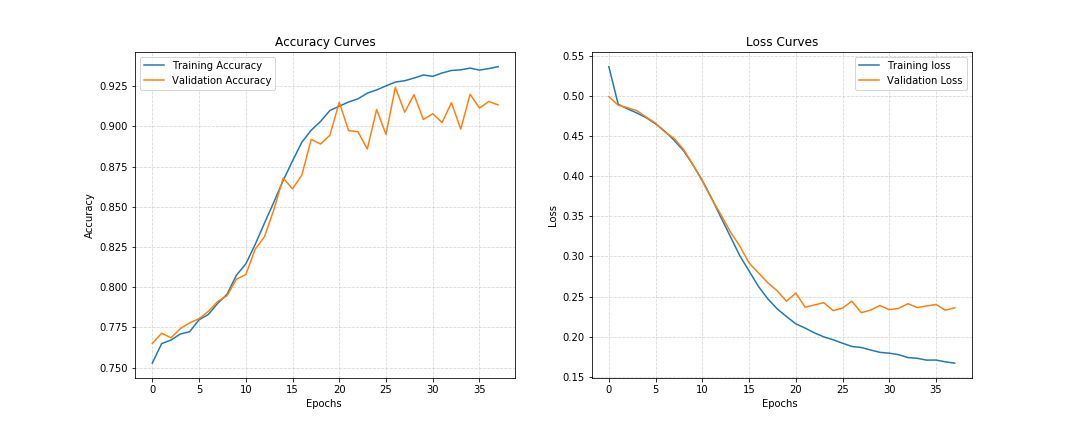 Accuracy Curves
Training Accuracy
Validation Accuracy
0.925
0.900
0.875
0.850
0.825
0.800
0.775
0.750
Accuracy
0 5 10 15 20 25 30 35
Epochs
Loss Curves
Training loss
Validation Loss
0.55
0.50
0.45
0.40
0.35
0.30
0.25
0.20
0.15
Loss
0 5 10 15 20 25 30 35
Epochs